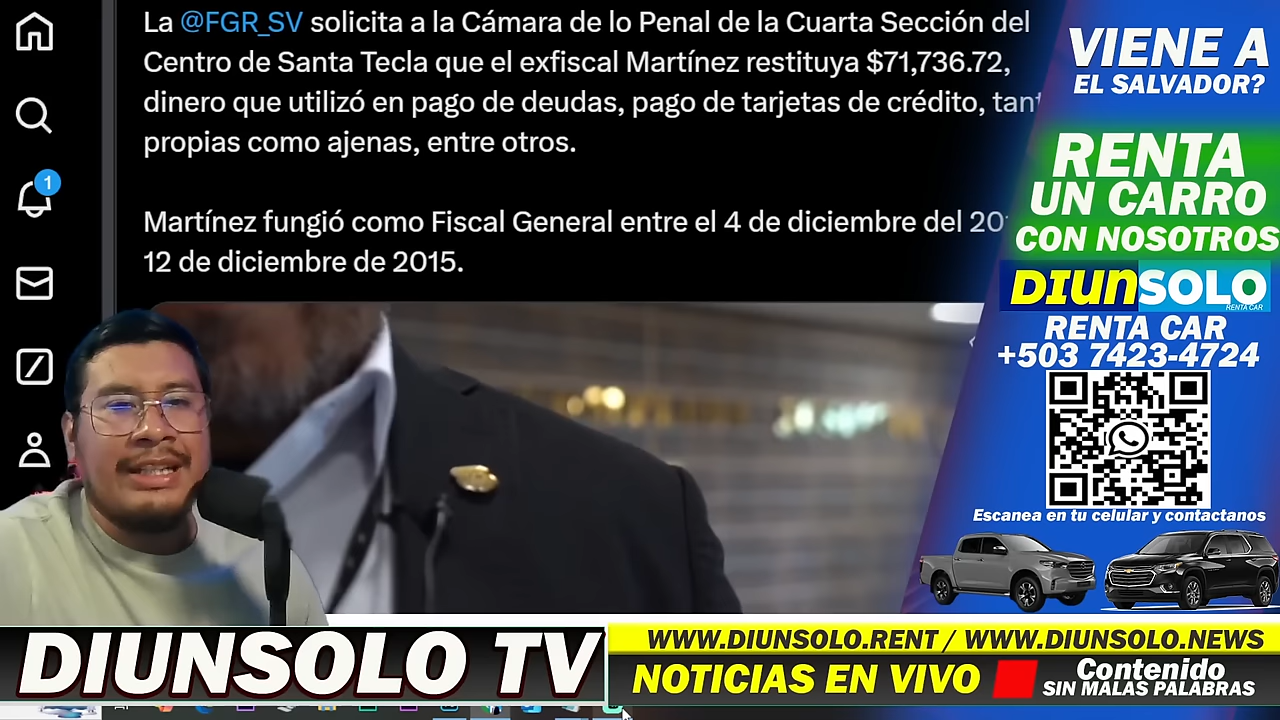 La @FGR_SV solicita a la Cámara de lo Penal de la Cuarta Sección del
Centro de Santa Tecla que el exfiscal Martínez restituya $71,736.72,
dinero que utilizó en pago de deudas, pago de tarjetas de crédito,
propias como ajenas, entre otros.
Martínez fungió como Fiscal General entre el 4 de diciembre del
12 de diciembre de 2015.
1
VIENE A
EL SALVADOR?
RENTA
UN CARRO
CON NOSOTROS
DIUNSOLO
RENTA CAR
RENTA CAR
+503 7423-4724
Escanea en tu celular y contactanos
DIUNSOLO TV
WWW.DIUNSOLO.RENT / WWW.DIUNSOLO.NEWS
NOTICIAS EN VIVO
Contenido
SIN MALAS PALABRAS